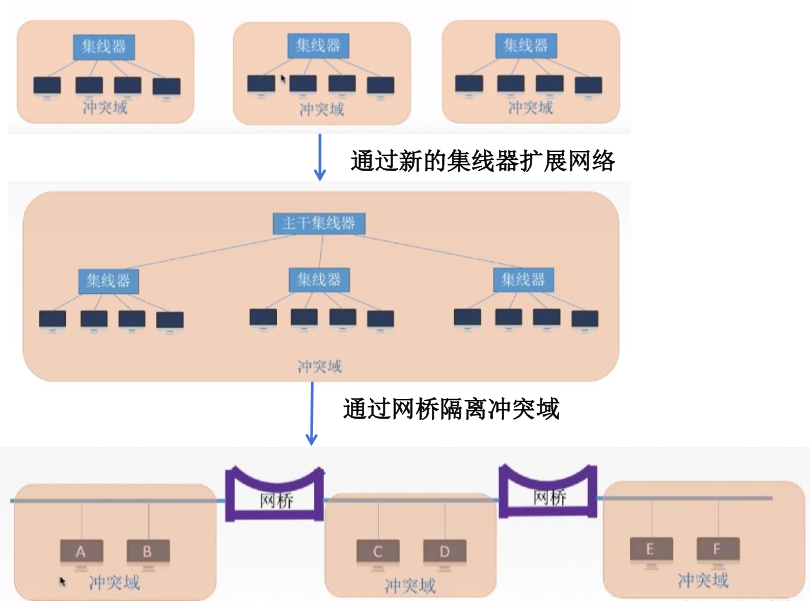 集线器 集线器 集线器
冲突域 冲突域 冲突域
通过新的集线器扩展网络
主干集线器
集线器 集线器 集线器
冲突域
通过网桥隔离冲突域
网桥 网桥
A B C D E F
冲突域 冲突域 冲突域